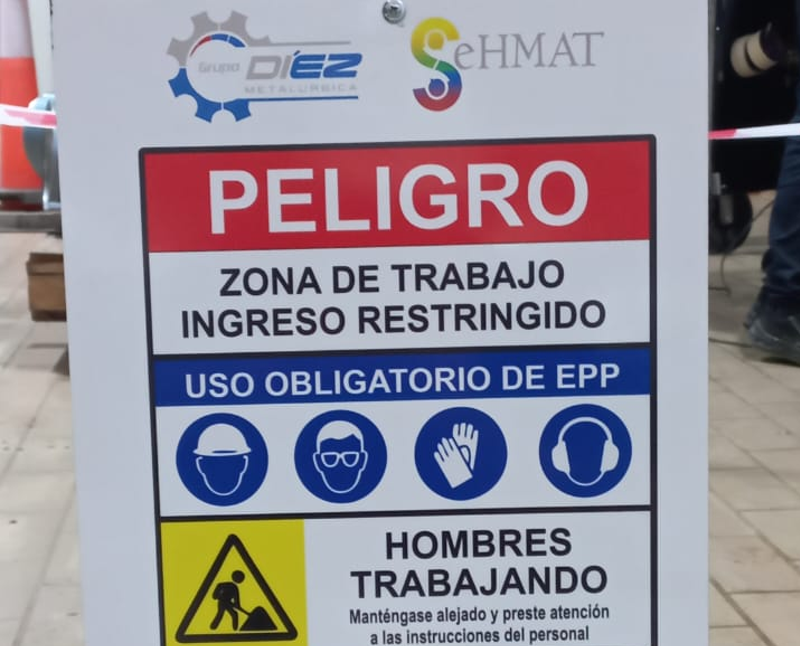 Grupo
DíEZ
METALURGICA
SeHMAT
PELIGRO
ZONA DE TRABAJO
INGRESO RESTRINGIDO
USO OBLIGATORIO DE EPP
HOMBRES
TRABAJANDO
Manténgase alejado y preste atención
a las instrucciones del personal